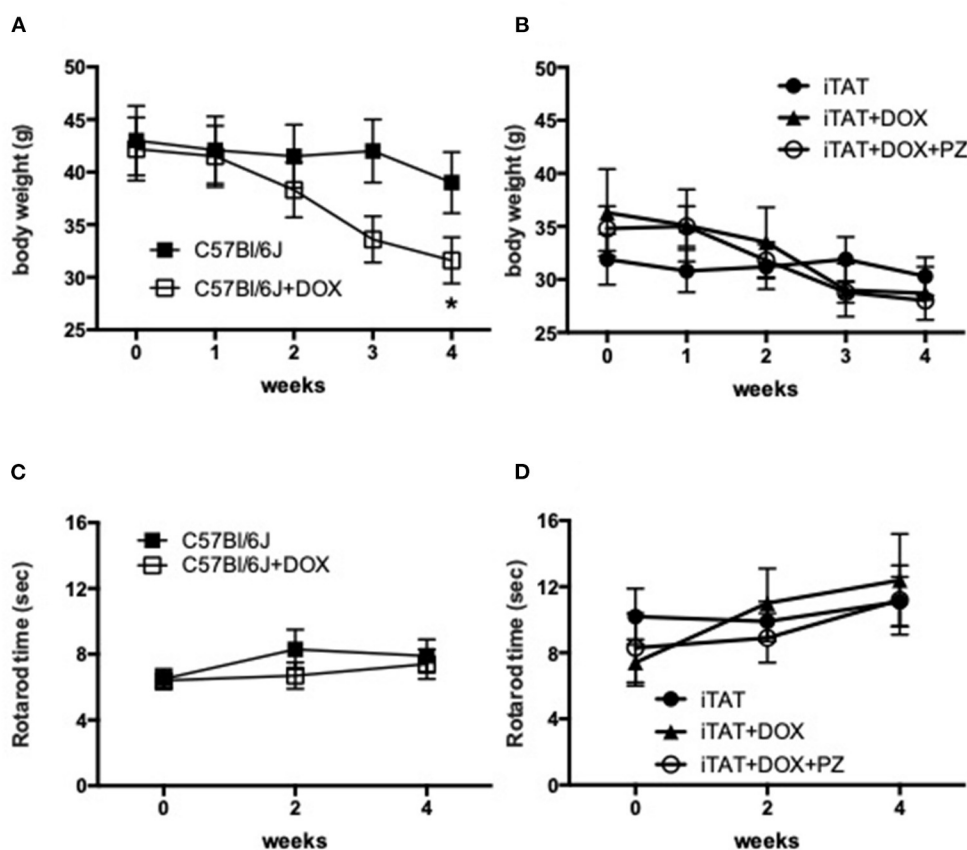 A
50
45
40
35
30
25
body weight (g)
C57Bl/6J
C57Bl/6J+DOX
*
0 1 2 3 4
weeks
B
50
45
40
35
30
25
body weight (g)
iTAT
iTAT+DOX
iTAT+DOX+PZ
0 1 2 3 4
weeks
C
16
12
8
4
0
Rotarod time (sec)
C57Bl/6J
C57Bl/6J+DOX
0 2 4
weeks
D
16
12
8
4
0
Rotarod time (sec)
iTAT
iTAT+DOX
iTAT+DOX+PZ
0 2 4
weeks